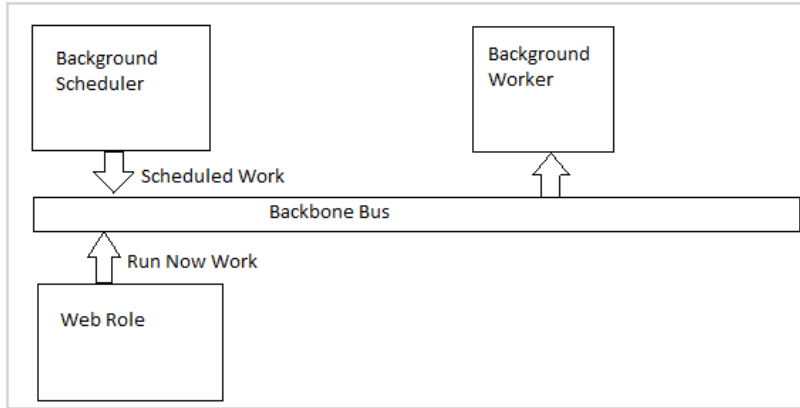 Background
Scheduler
Background
Worker
Scheduled Work
Backbone Bus
Run Now Work
Web Role